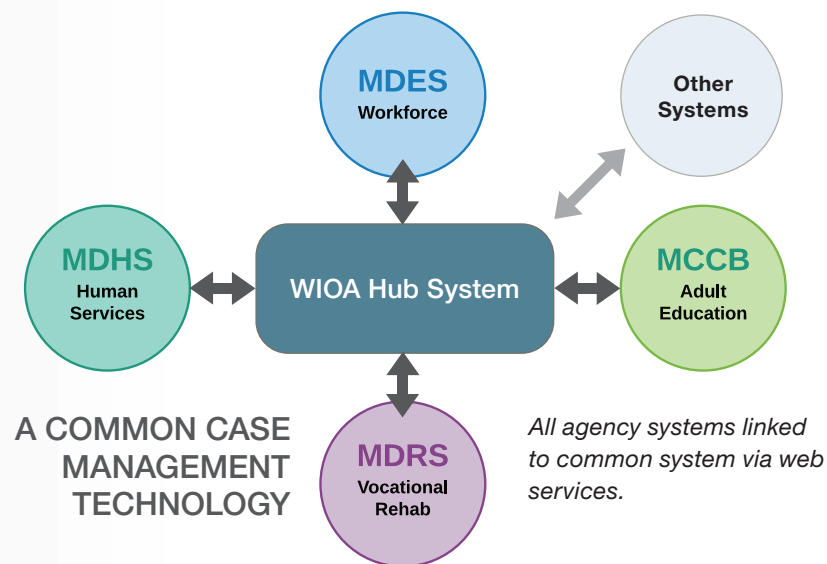 MDES
Workforce
Other
Systems
MDHS
Human
Services
WIOA Hub System
MCCB
Adult
Education
A COMMON CASE
MANAGEMENT
TECHNOLOGY
MDRS
Vocational
Rehab
All agency systems linked
to common system via web
services.